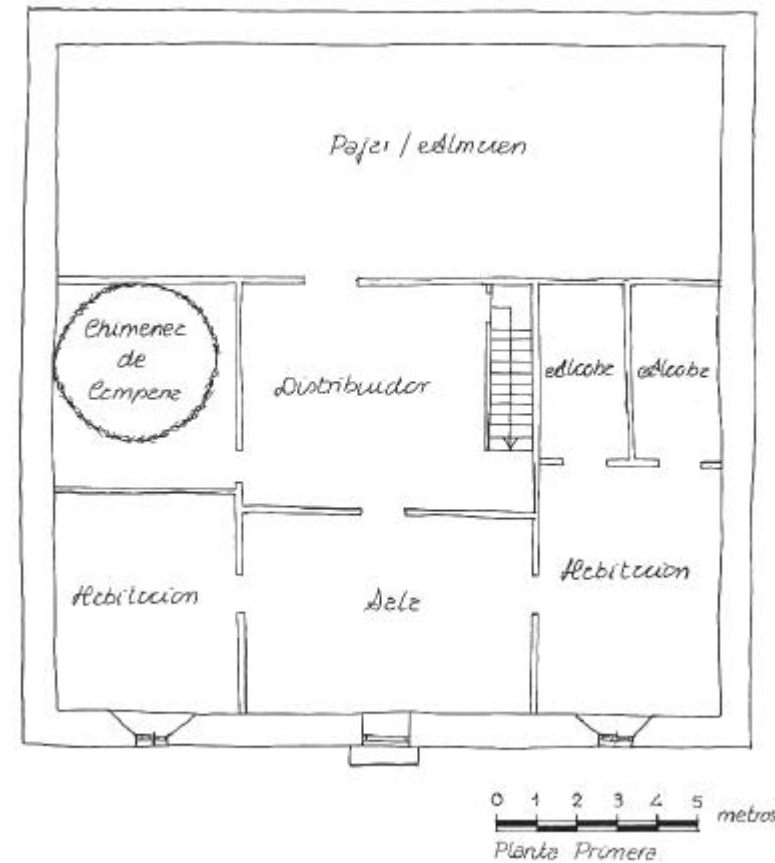 Pajar / Almacen
Chimenea
de
Campana
Distribuidor
Alcoba
Alcoba
Habitacion
Sala
Habitacion
0 1 2 3 4 5 metros
Planta Primera.